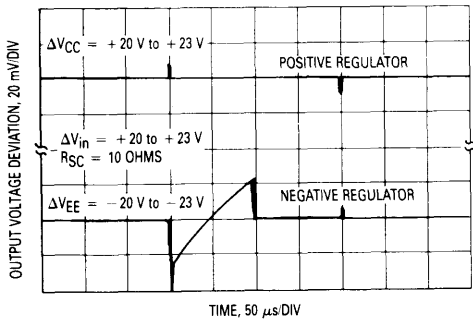 ΔVCC = +20 V to +23 V
POSITIVE REGULATOR
ΔVin = +20 to +23 V
RSC = 10 OHMS
ΔVEE = −20 V to −23 V
NEGATIVE REGULATOR
OUTPUT VOLTAGE DEVIATION, 20 mV/DIV
TIME, 50 μs/DIV